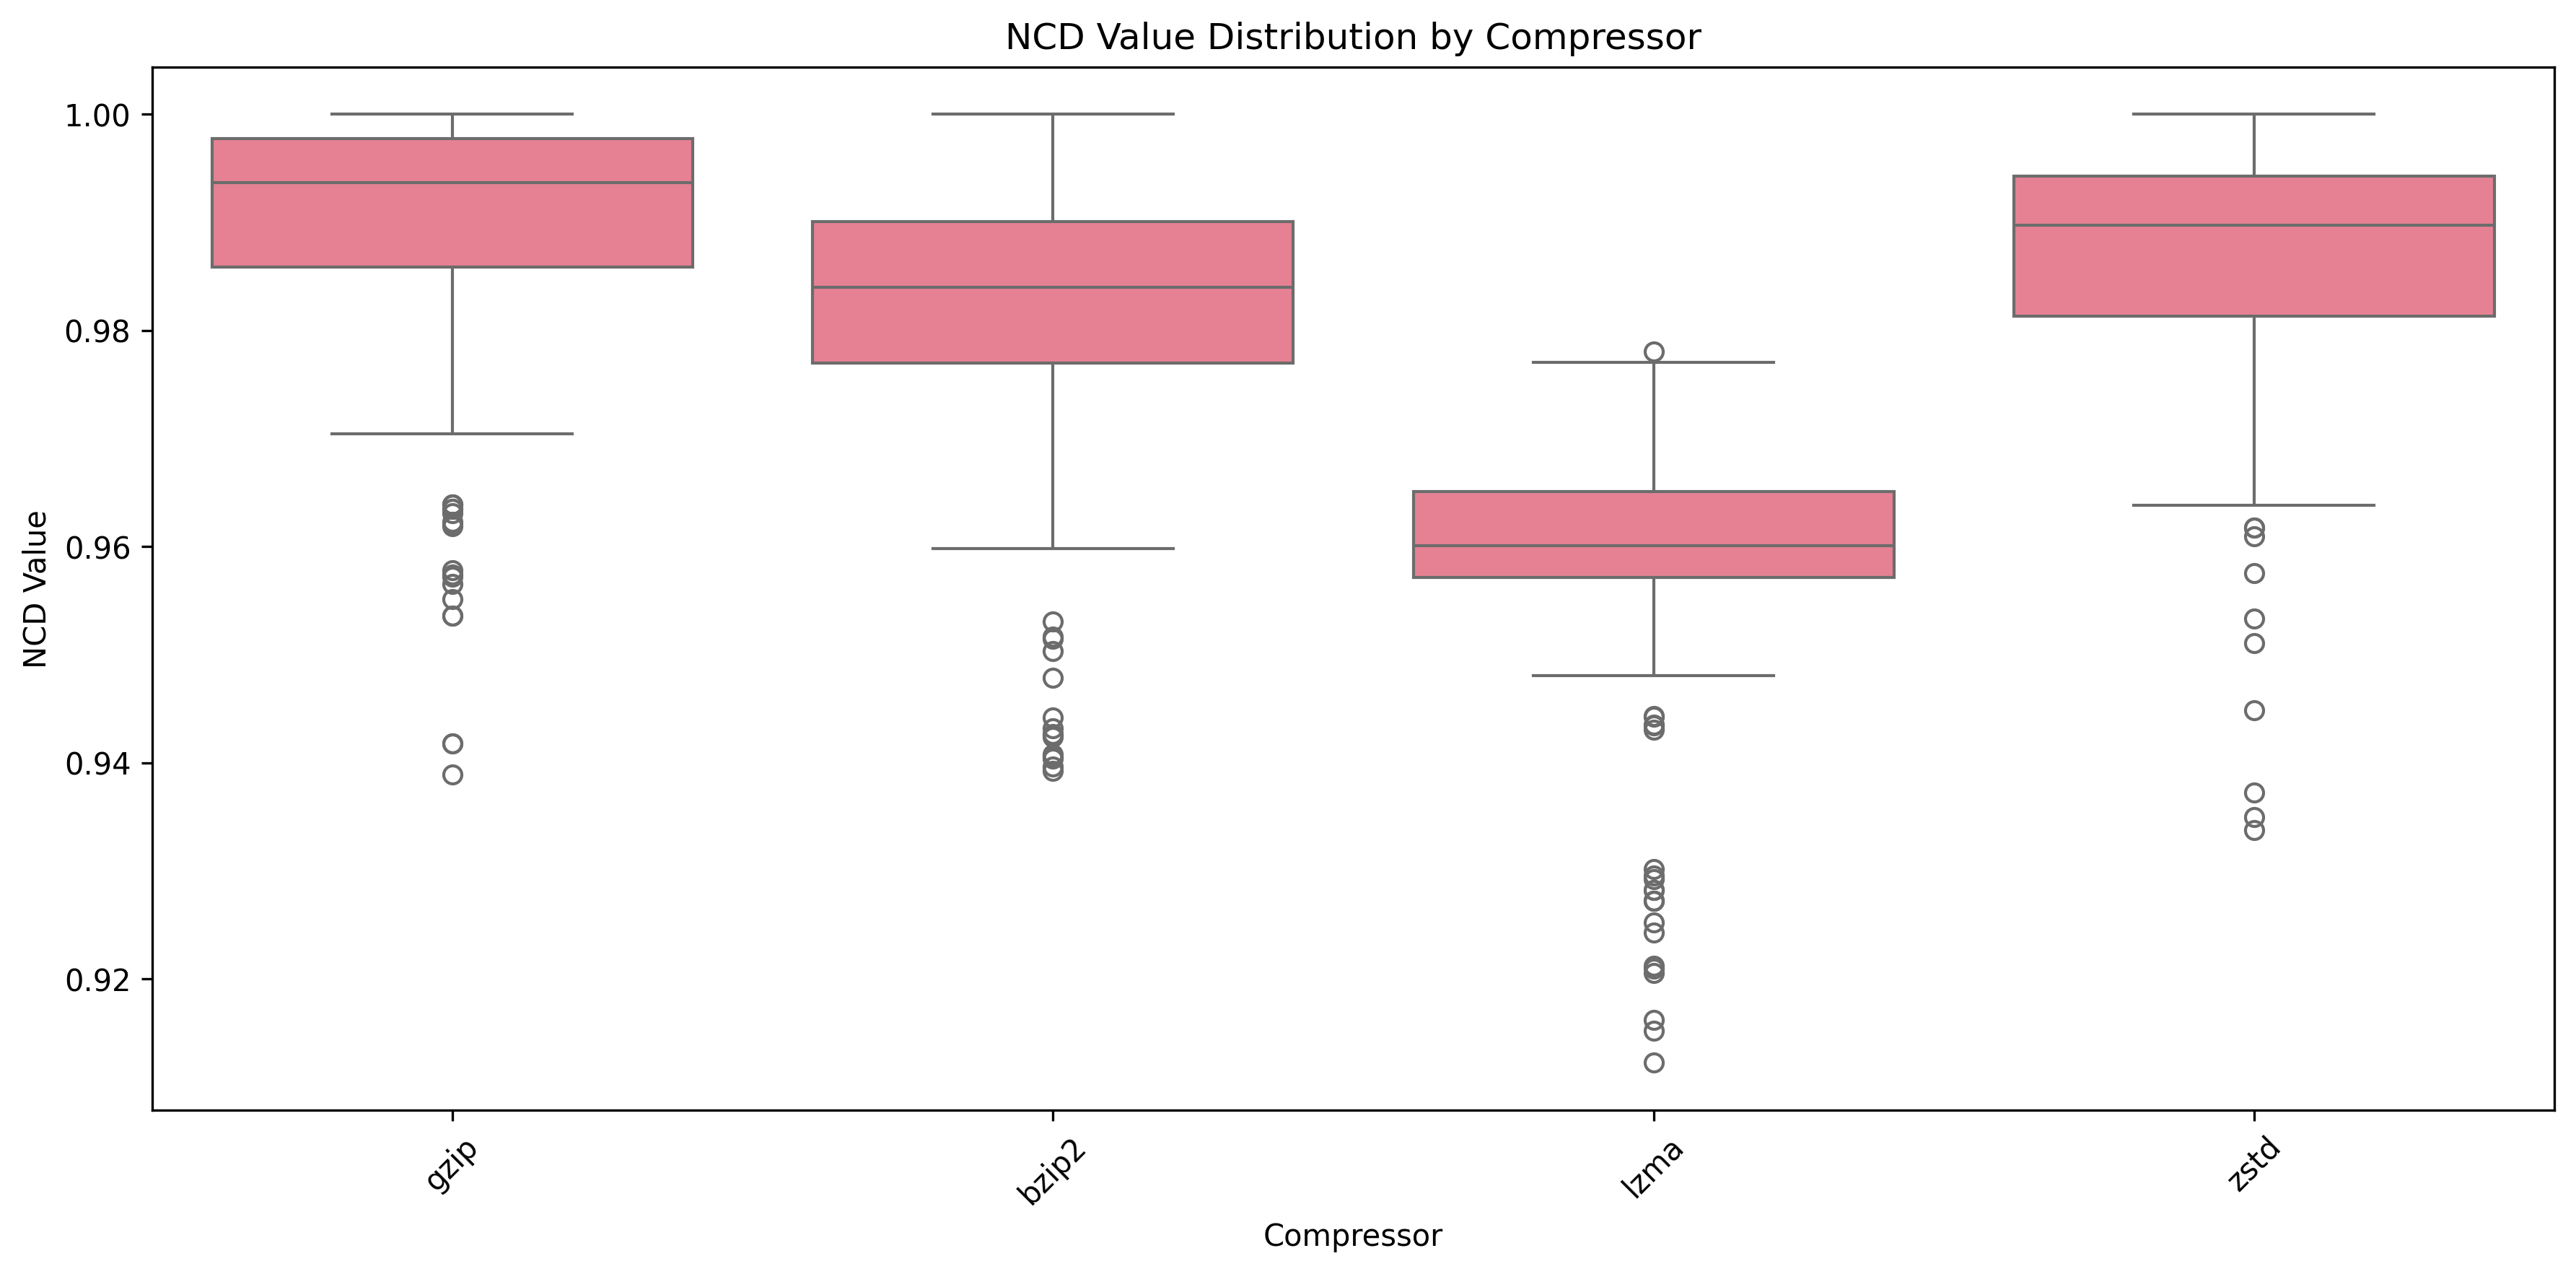 NCD Value Distribution by Compressor
1.00
0.98
0.96
0.94
0.92
NCD Value
gzip
bzip2
lzma
zstd
Compressor